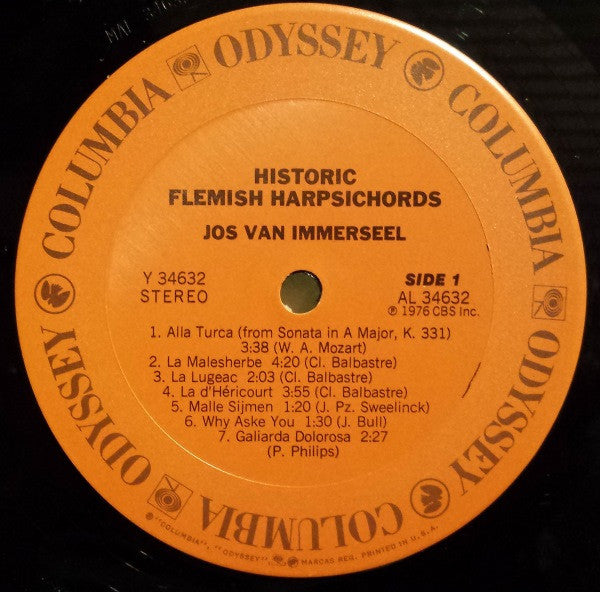 COLUMBIA ODYSSEY COLUMBIA ODYSSEY COLUMBIA ODYSSEY COLUMBIA ODYSSEY
HISTORIC
FLEMISH HARPSICHORDS
JOS VAN IMMERSEEL
Y 34632
STEREO
SIDE 1
AL 34632
℗ 1976 CBS Inc.
1. Alla Turca (from Sonata in A Major, K. 331)
3:38 (W. A. Mozart)
2. La Malesherbe 4:20 (Cl. Balbastre)
3. La Lugeac 2:03 (Cl. Balbastre)
4. La d'Héricourt 3:55 (Cl. Balbastre)
5. Malle Sijmen 1:20 (J. Pz. Sweelinck)
6. Why Aske You 1:30 (J. Bull)
7. Galiarda Dolorosa 2:27
(P. Philips)
"COLUMBIA", "ODYSSEY", MARCAS REG. PRINTED IN U.S.A.